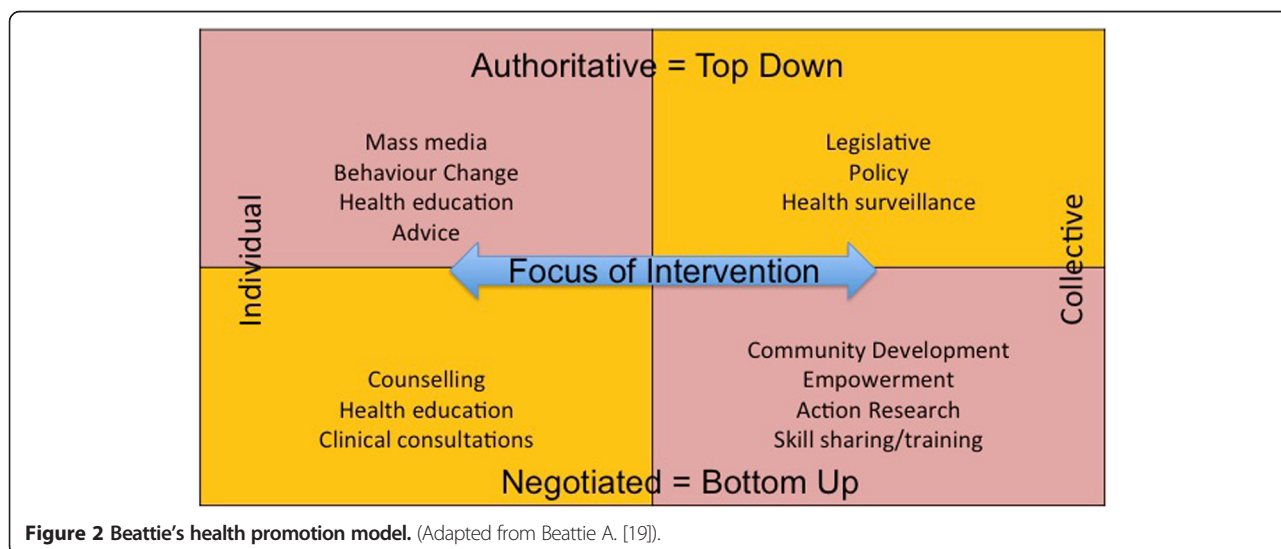 Authoritative = Top Down
Mass media
Behaviour Change
Health education
Advice
Legislative
Policy
Health surveillance
Individual
Focus of Intervention
Collective
Counselling
Health education
Clinical consultations
Community Development
Empowerment
Action Research
Skill sharing/training
Negotiated = Bottom Up
Figure 2 Beattie’s health promotion model. (Adapted from Beattie A. [19]).